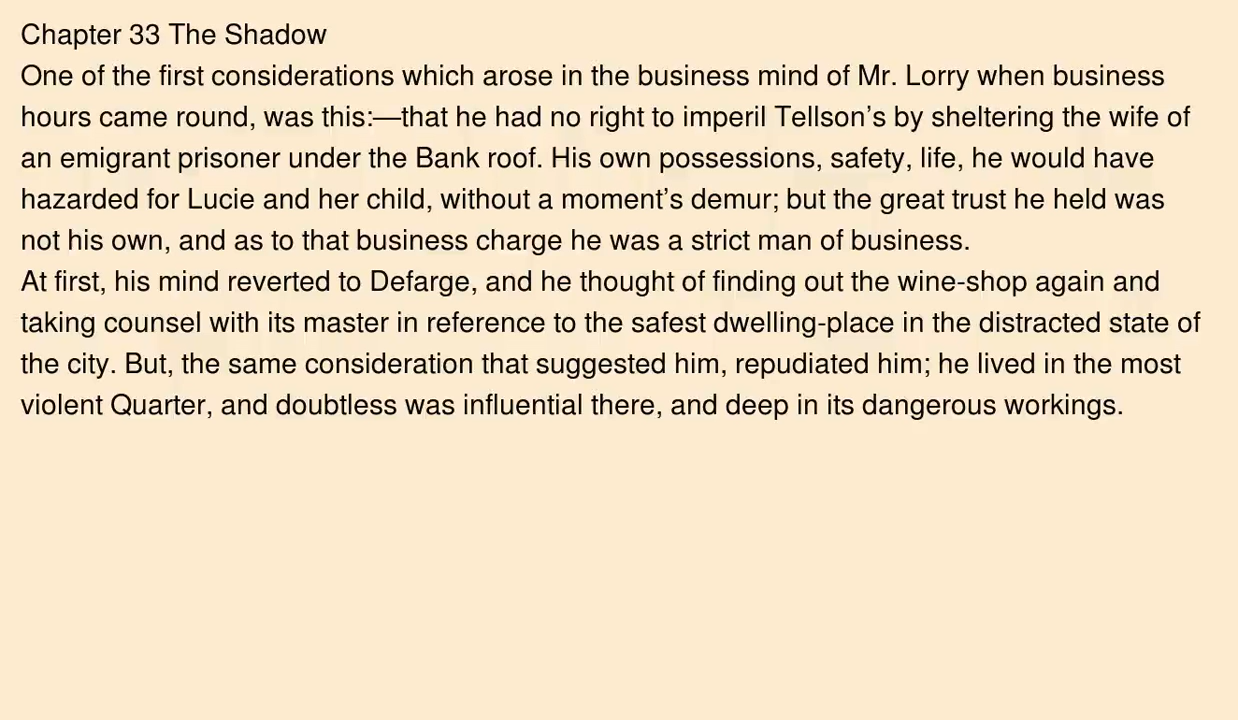 Chapter 33 The Shadow
One of the first considerations which arose in the business mind of Mr. Lorry when business
hours came round, was this:—that he had no right to imperil Tellson’s by sheltering the wife of
an emigrant prisoner under the Bank roof. His own possessions, safety, life, he would have
hazarded for Lucie and her child, without a moment’s demur; but the great trust he held was
not his own, and as to that business charge he was a strict man of business.
At first, his mind reverted to Defarge, and he thought of finding out the wine-shop again and
taking counsel with its master in reference to the safest dwelling-place in the distracted state of
the city. But, the same consideration that suggested him, repudiated him; he lived in the most
violent Quarter, and doubtless was influential there, and deep in its dangerous workings.